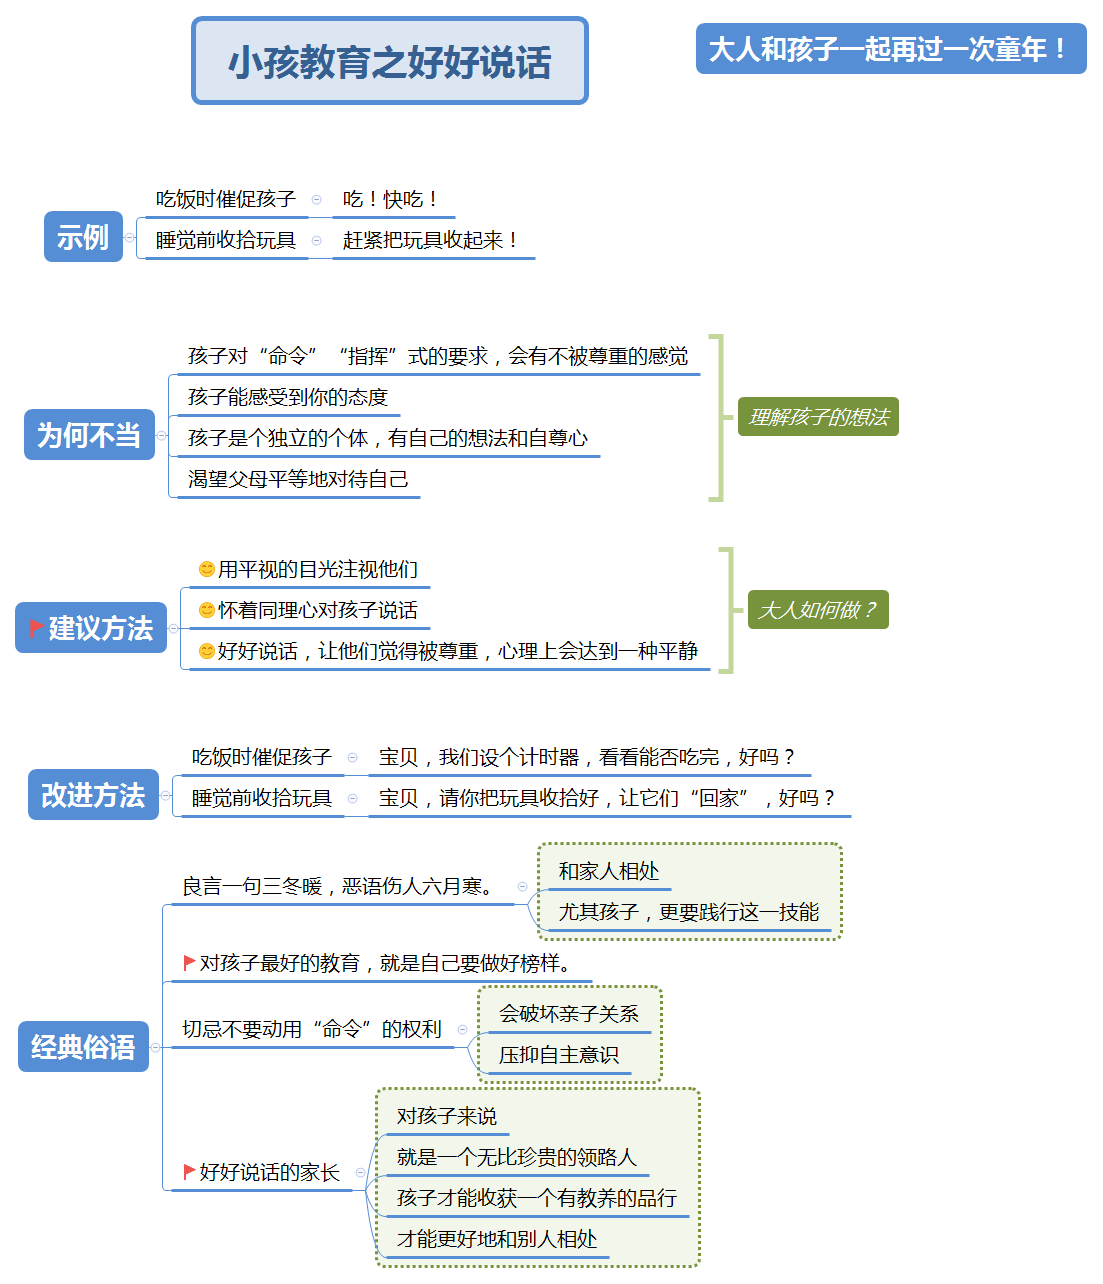 小孩教育之好好说话
大人和孩子一起再过一次童年！
示例
吃饭时催促孩子
吃！快吃！
睡觉前收拾玩具
赶紧把玩具收起来！
为何不当
孩子对“命令”“指挥”式的要求，会有不被尊重的感觉
孩子能感受到你的态度
孩子是个独立的个体，有自己的想法和自尊心
渴望父母平等地对待自己
理解孩子的想法
建议方法
用平视的目光注视他们
怀着同理心对孩子说话
好好说话，让他们觉得被尊重，心理上会达到一种平静
大人如何做？
改进方法
吃饭时催促孩子
宝贝，我们设个计时器，看看能否吃完，好吗？
睡觉前收拾玩具
宝贝，请你把玩具收拾好，让它们“回家”，好吗？
经典俗语
良言一句三冬暖，恶语伤人六月寒。
和家人相处
尤其孩子，更要践行这一技能
对孩子最好的教育，就是自己要做好榜样。
切忌不要动用“命令”的权利
会破坏亲子关系
压抑自主意识
好好说话的家长
对孩子来说
就是一个无比珍贵的领路人
孩子才能收获一个有教养的品行
才能更好地和别人相处